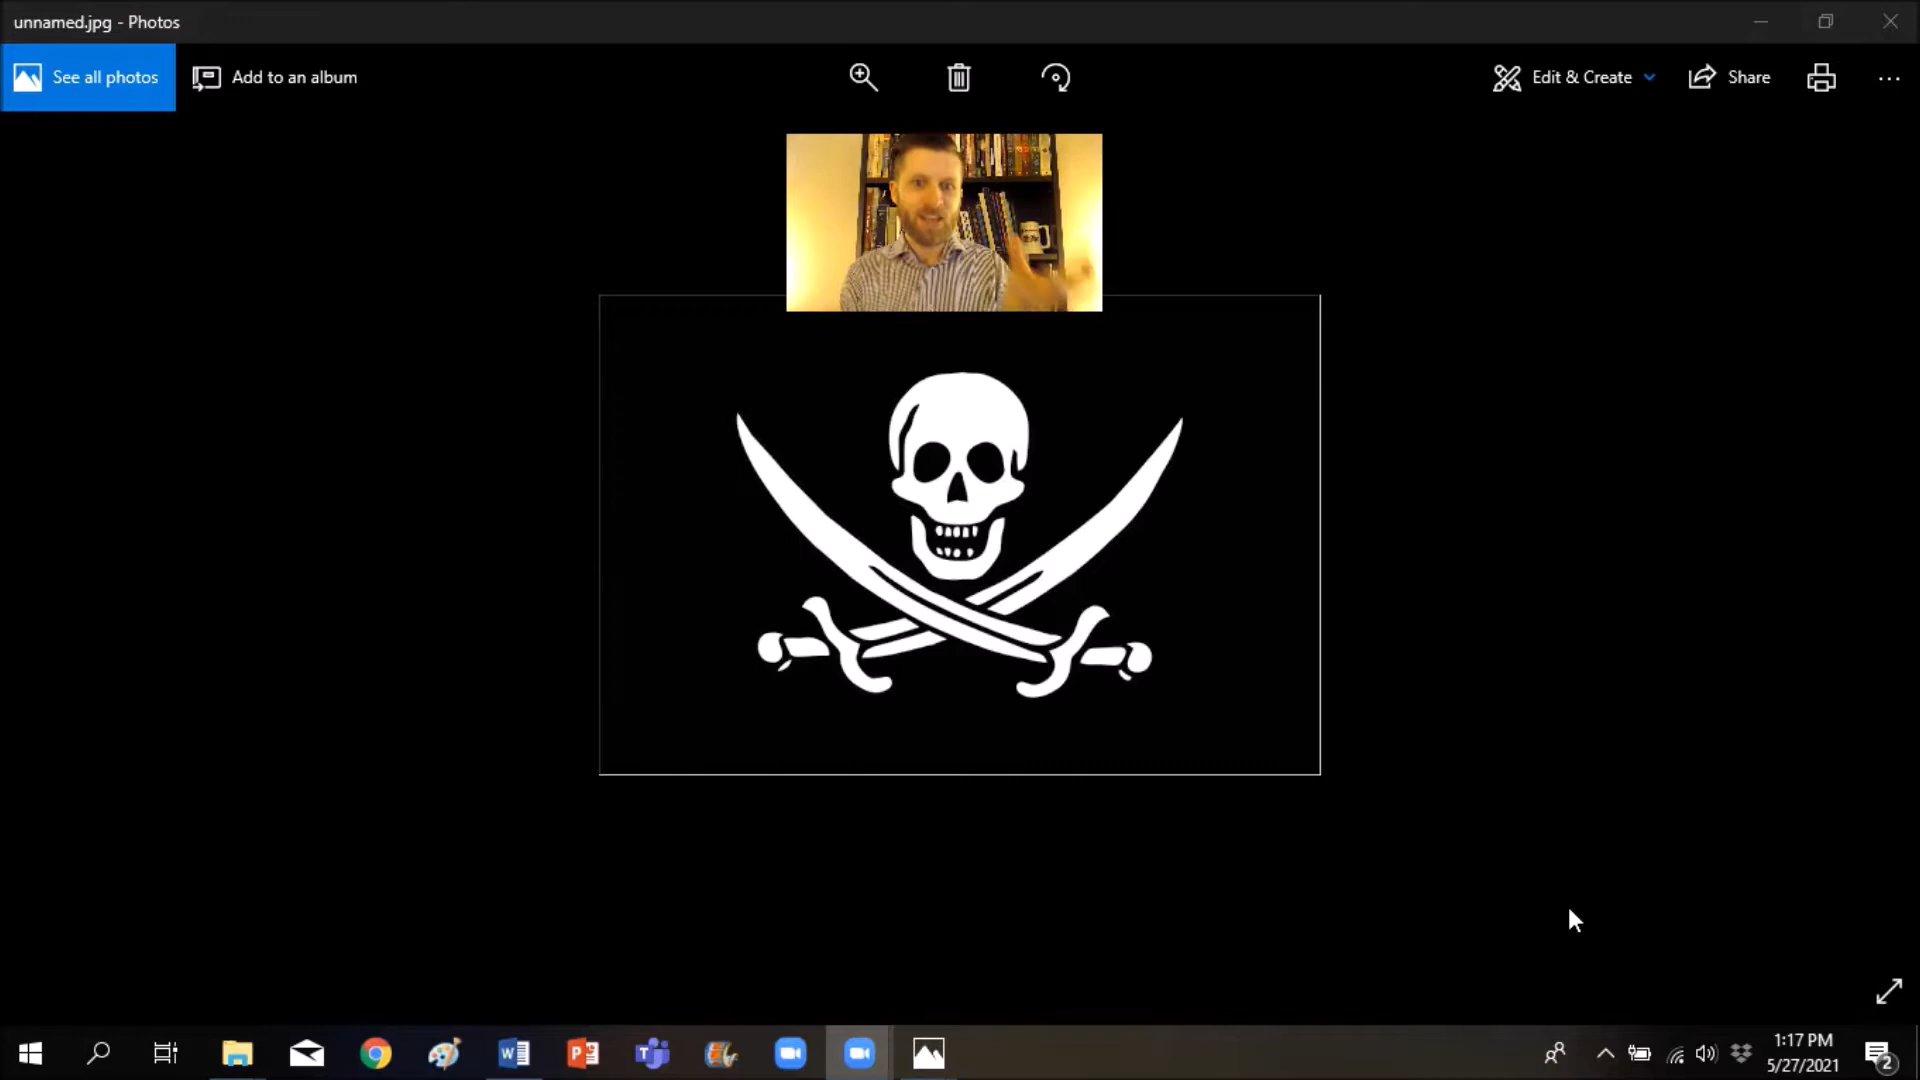 unnamed.jpg - Photos
See all photos
Add to an album
Edit & Create
Share
1:17 PM
5/27/2021
2